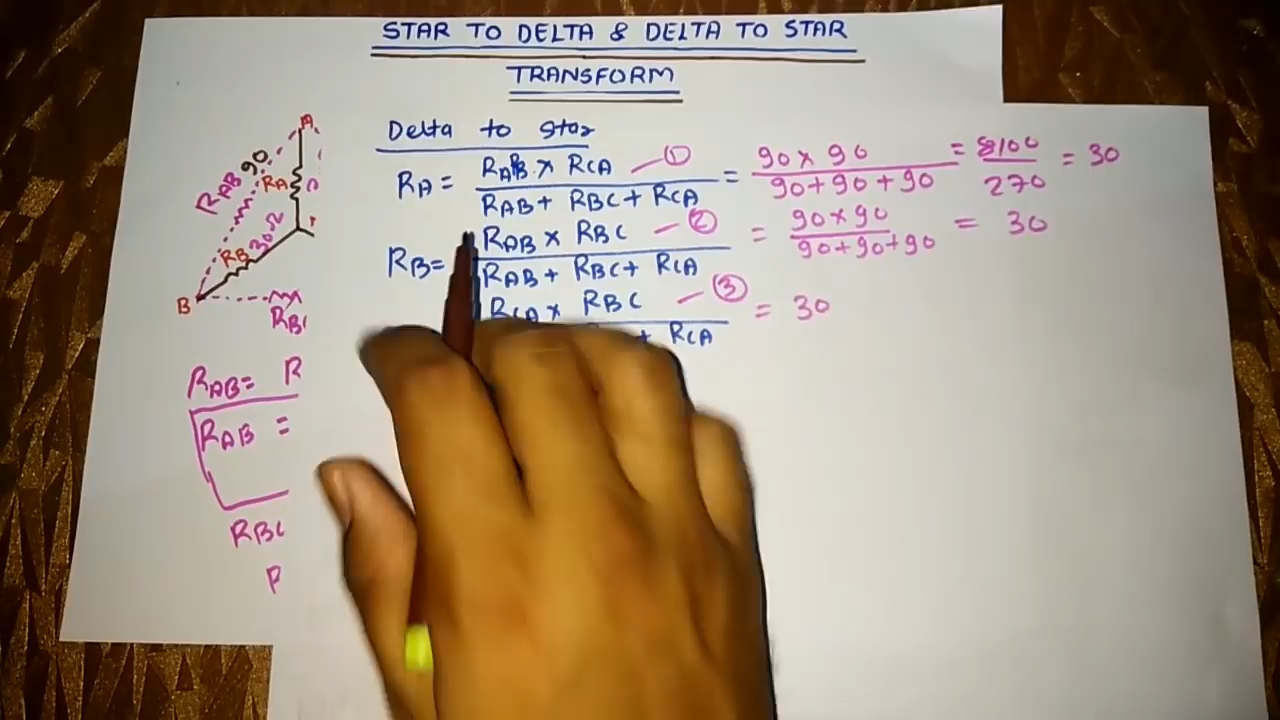 STAR TO DELTA & DELTA TO STAR
TRANSFORM
Delta to Star
RA = RAB × RCA / RAB + RBC + RCA — ① = 90 × 90 / 90 + 90 + 90 = 8100 / 270 = 30
RB = RAB × RBC / RAB + RBC + RCA — ② = 90 × 90 / 90 + 90 + 90 = 30
RCA × RBC / + RCA — ③ = 30
A
RAB 90
RA
RB 30Ω
B
RBC
RAB = R
RAB =
RBC